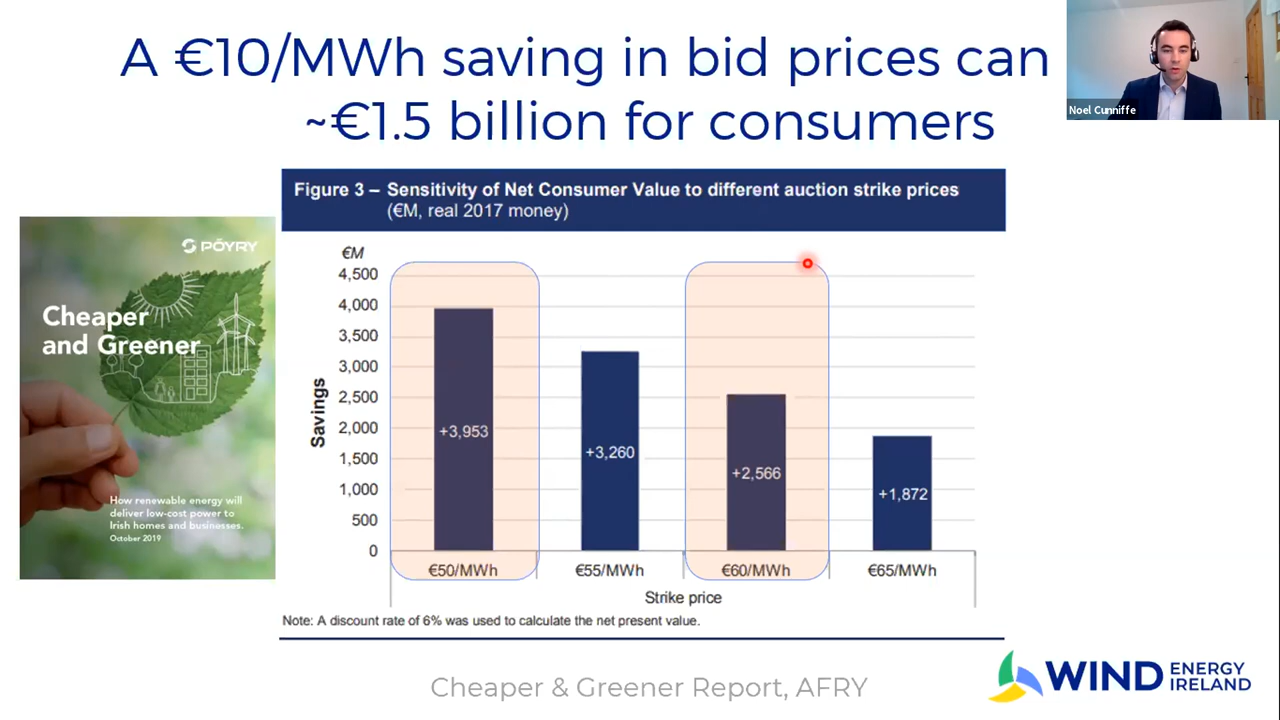 A €10/MWh saving in bid prices can
~€1.5 billion for consumers
Noel Cunniffe
Figure 3 – Sensitivity of Net Consumer Value to different auction strike prices
(€M, real 2017 money)
PÖYRY
Cheaper
and Greener
How renewable energy will
deliver low-cost power to
Irish homes and businesses.
October 2019
€M
4,500
4,000
3,500
3,000
2,500
2,000
1,500
1,000
500
0
Savings
+3,953
+3,260
+2,566
+1,872
€50/MWh
€55/MWh
€60/MWh
€65/MWh
Strike price
Note: A discount rate of 6% was used to calculate the net present value.
Cheaper & Greener Report, AFRY
WIND ENERGY
IRELAND